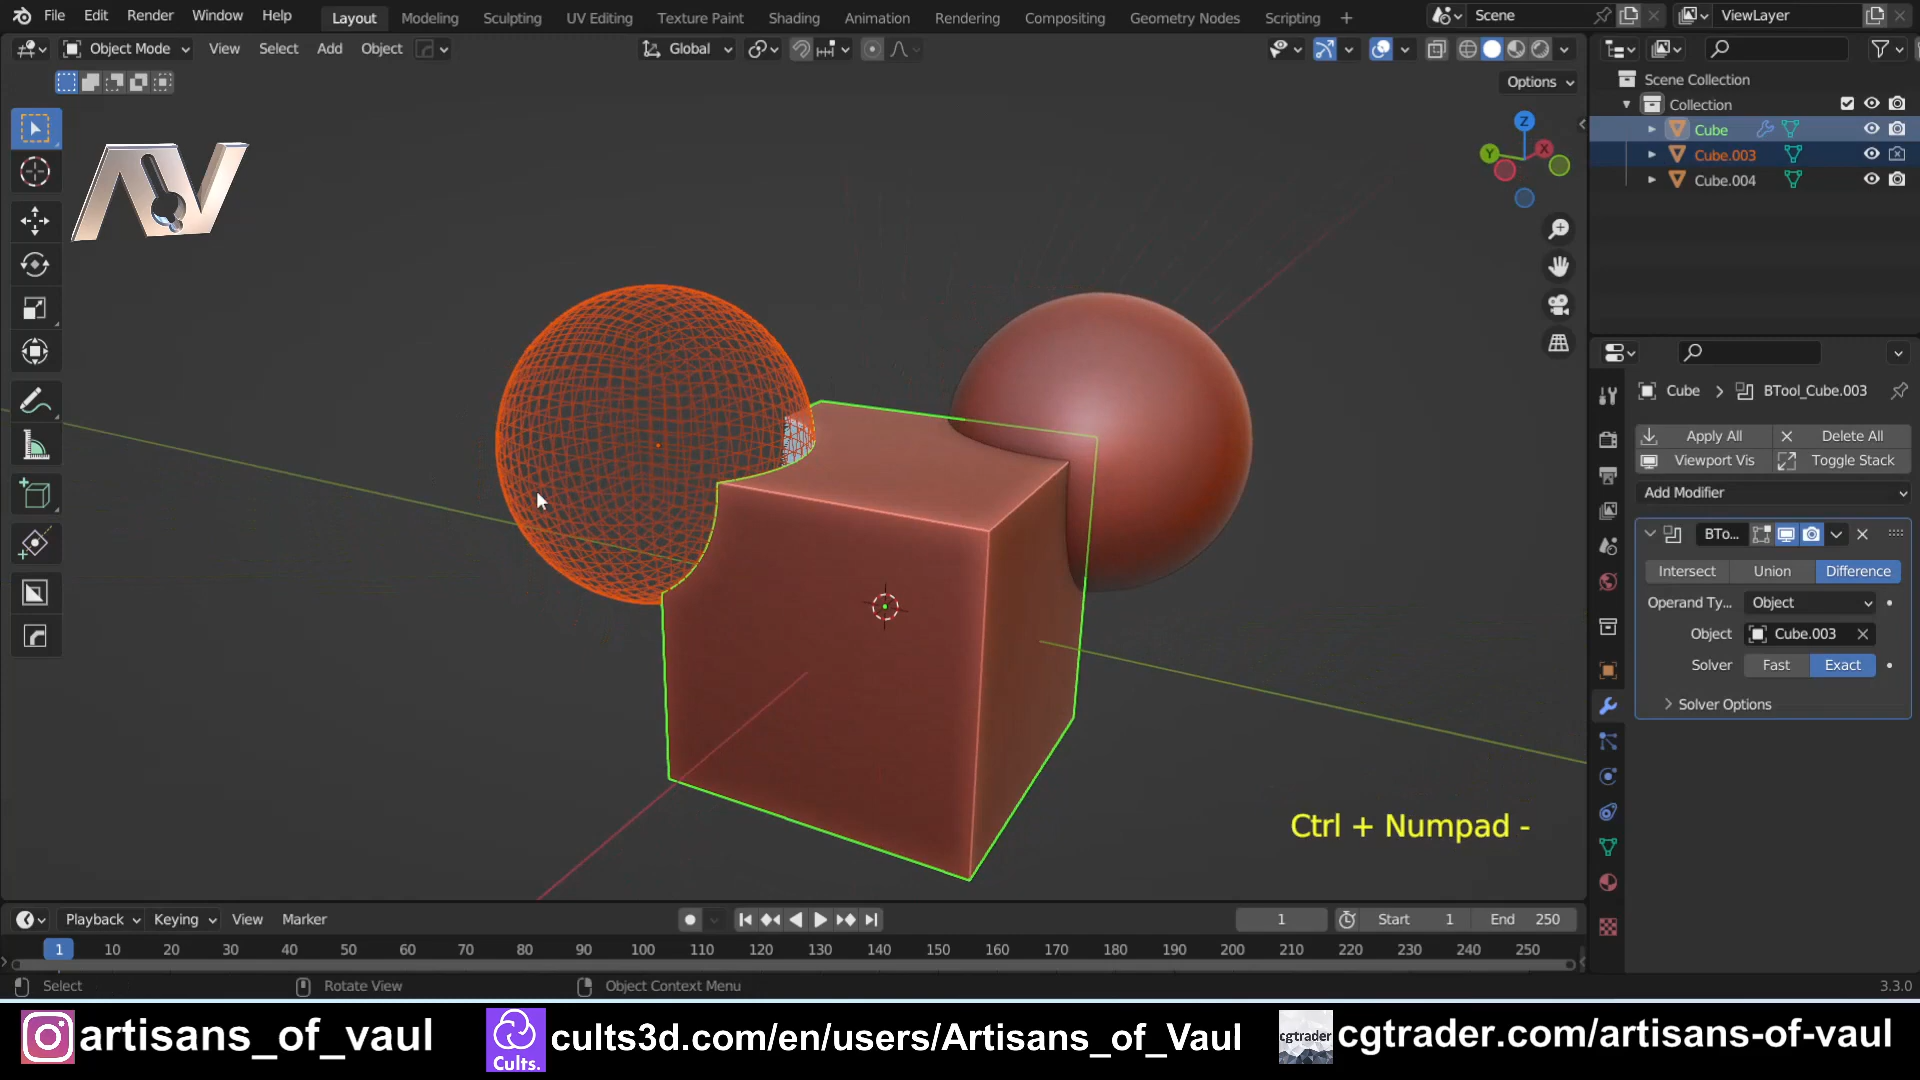 File Edit Render Window Help Layout Modeling Sculpting UV Editing Texture Paint Shading Animation Rendering Compositing Geometry Nodes Scripting + Scene ViewLayer
Object Mode View Select Add Object Global
Options
Scene Collection
Collection
Cube
Cube.003
Cube.004
Z
Y X
AV
Cube > BTool_Cube.003
Apply All Delete All
Viewport Vis Toggle Stack
Add Modifier
BTo...
Intersect Union Difference
Operand Ty... Object
Object Cube.003
Solver Fast Exact
Solver Options
Ctrl + Numpad -
Playback Keying View Marker 1 Start 1 End 250
1 10 20 30 40 50 60 70 80 90 100 110 120 130 140 150 160 170 180 190 200 210 220 230 240 250
Select Rotate View Object Context Menu 3.3.0
artisans_of_vaul Cults. cults3d.com/en/users/Artisans_of_Vaul cgtrader cgtrader.com/artisans-of-vaul